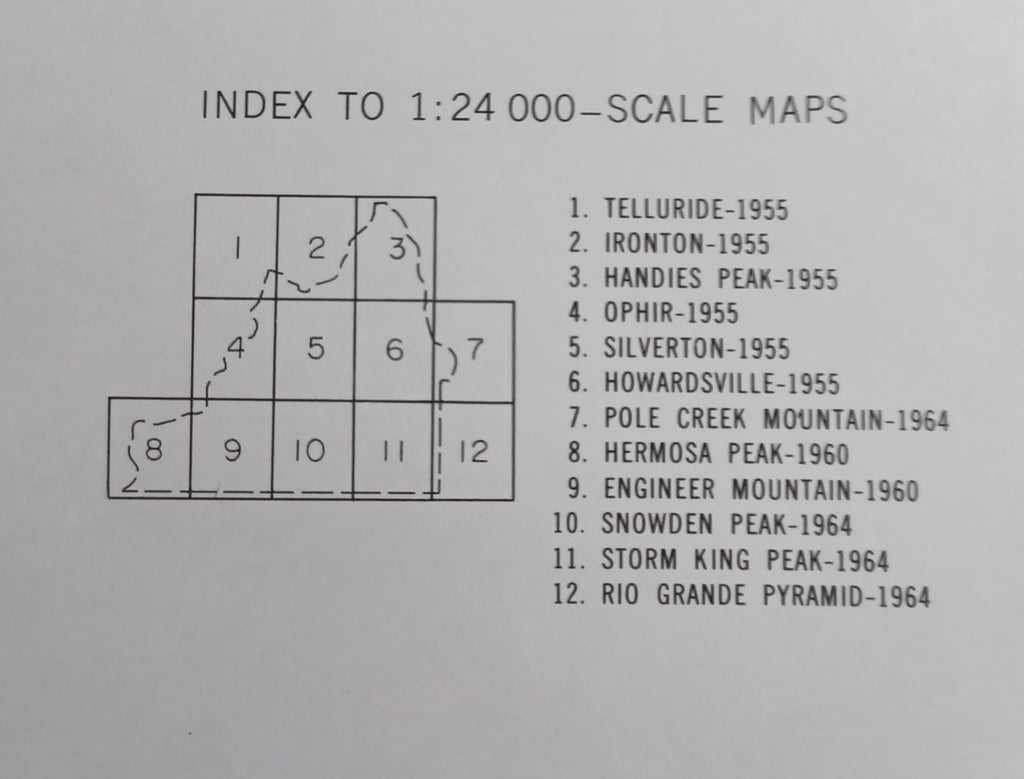 INDEX TO 1:24 000-SCALE MAPS
1 2 3
4 5 6 7
8 9 10 11 12
1. TELLURIDE-1955
2. IRONTON-1955
3. HANDIES PEAK-1955
4. OPHIR-1955
5. SILVERTON-1955
6. HOWARDSVILLE-1955
7. POLE CREEK MOUNTAIN-1964
8. HERMOSA PEAK-1960
9. ENGINEER MOUNTAIN-1960
10. SNOWDEN PEAK-1964
11. STORM KING PEAK-1964
12. RIO GRANDE PYRAMID-1964